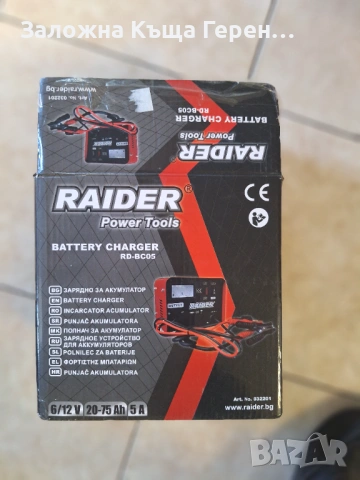 Заложна Къща Герен...
www.raider.bg
Art. No. 032201
BATTERY CHARGER
RD-BC05
RAIDER
Power Tools
RAIDER®
Power Tools
CE
BATTERY CHARGER
RD-BC05
BG ЗАРЯДНО ЗА АКУМУЛАТОР
EN BATTERY CHARGER
RO INCARCATOR ACUMULATOR
SR PUNJAČ AKUMULATORA
MK ПОЛНАЧ ЗА АКУМУЛАТОР
RU ЗАРЯДНОЕ УСТРОЙСТВО
ДЛЯ АККУМУЛЯТОРОВ
SL POLNILEC ZA BATERIJE
EL ΦΟΡΤΙΣΤΗΣ ΜΠΑΤΑΡΙΩΝ
HR PUNJAČ AKUMULATORA
6/12 V 20-75 Ah 5 A
Art. No. 032201
www.raider.bg
bazar